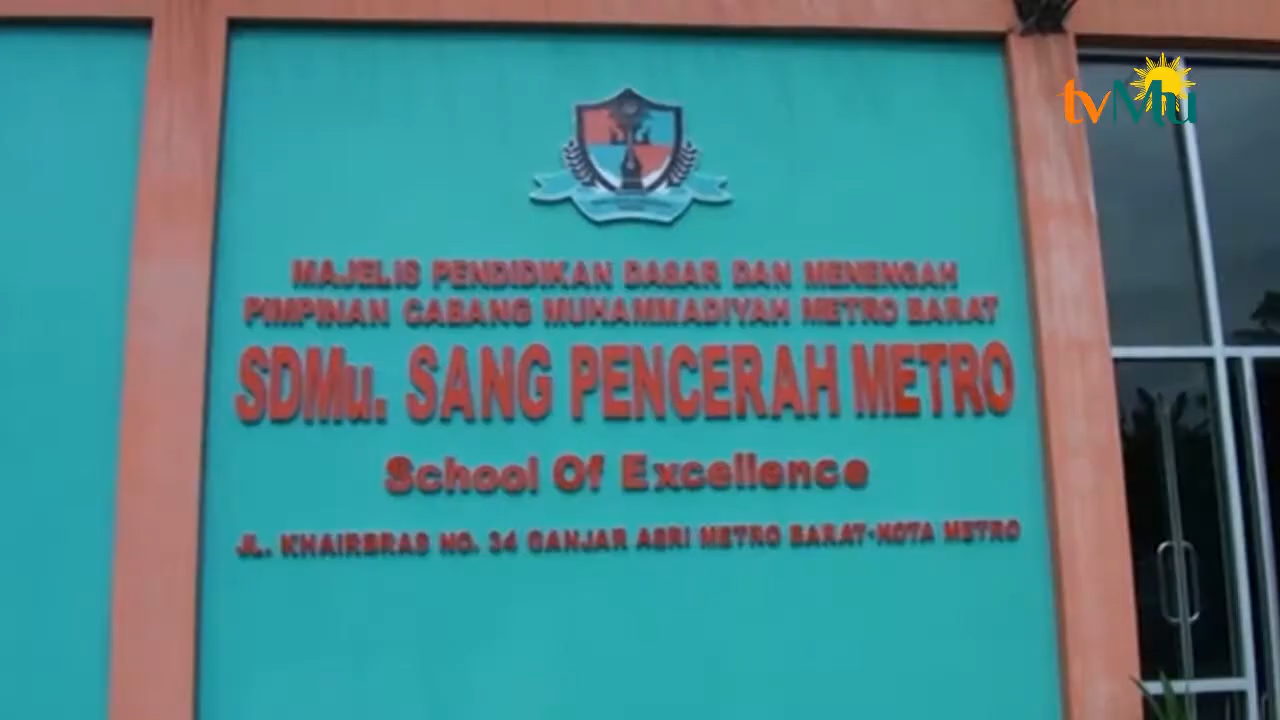 tvMu
MAJELIS PENDIDIKAN DASAR DAN MENENGAH
PIMPINAN CABANG MUHAMMADIYAH METRO BARAT
SDMu. SANG PENCERAH METRO
School Of Excellence
JL. KHAIRBRAS NO. 34 GANJAR ASRI METRO BARAT-KOTA METRO